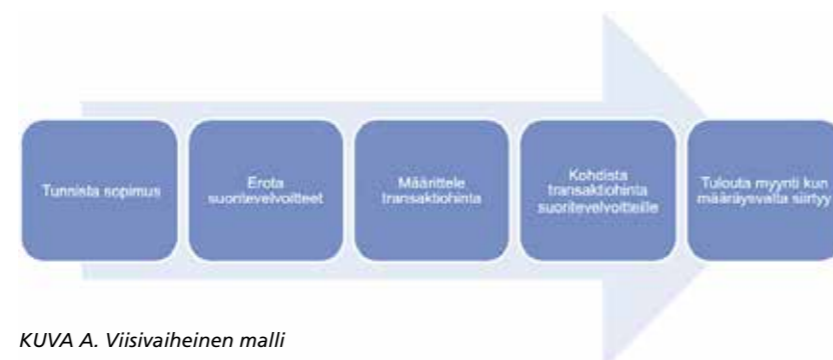 Tunnista sopimus
Erota
suoritevelvoitteet
Määrittele
transaktiohinta
Kohdista
transaktiohinta
suoritevelvoitteille
Tulouta myynti kun
määräysvalta siirtyy
KUVA A. Viisivaiheinen malli